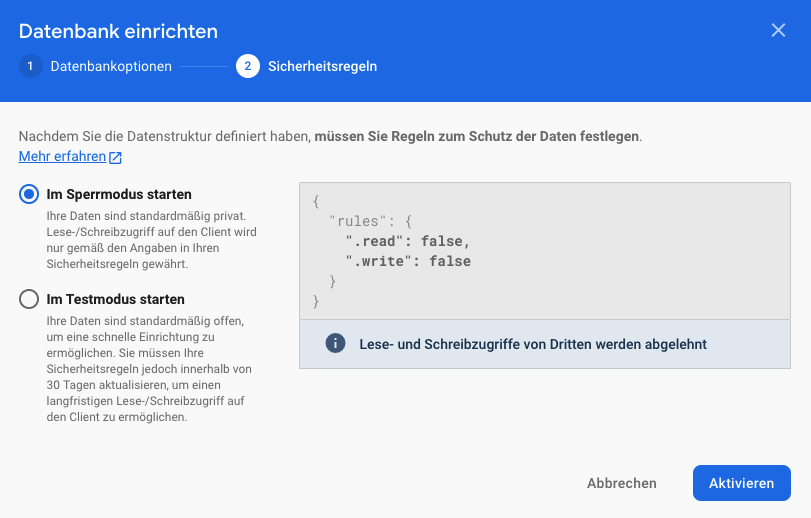 Datenbank einrichten
1 Datenbankoptionen
2 Sicherheitsregeln
Nachdem Sie die Datenstruktur definiert haben, müssen Sie Regeln zum Schutz der Daten festlegen.
Mehr erfahren
Im Sperrmodus starten
Ihre Daten sind standardmäßig privat.
Lese-/Schreibzugriff auf den Client wird
nur gemäß den Angaben in Ihren
Sicherheitsregeln gewährt.
Im Testmodus starten
Ihre Daten sind standardmäßig offen,
um eine schnelle Einrichtung zu
ermöglichen. Sie müssen Ihre
Sicherheitsregeln jedoch innerhalb von
30 Tagen aktualisieren, um einen
langfristigen Lese-/Schreibzugriff auf
den Client zu ermöglichen.
{
"rules": {
".read": false,
".write": false
}
}
Lese- und Schreibzugriffe von Dritten werden abgelehnt
Abbrechen
Aktivieren